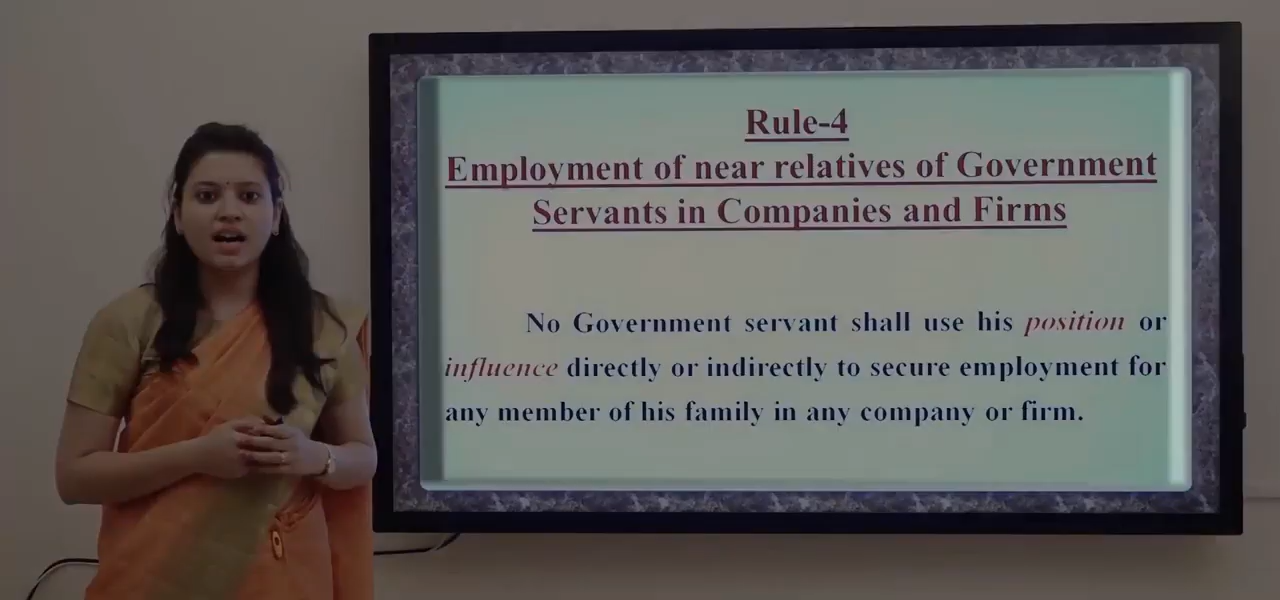 Rule-4
Employment of near relatives of Government
Servants in Companies and Firms
No Government servant shall use his position or
influence directly or indirectly to secure employment for
any member of his family in any company or firm.